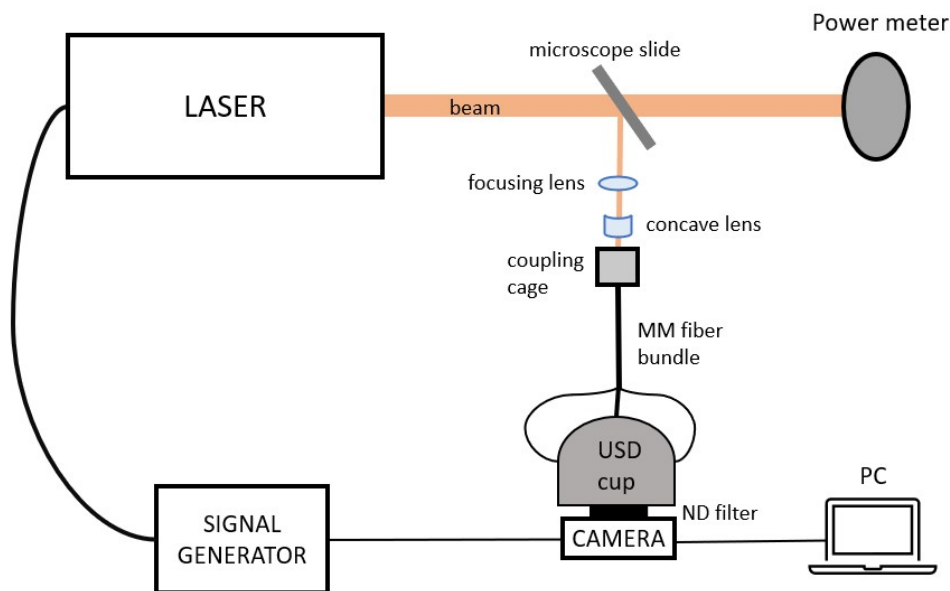 Power meter
microscope slide
LASER
beam
focusing lens
concave lens
coupling
cage
MM fiber
bundle
USD
cup
PC
ND filter
SIGNAL
GENERATOR
CAMERA